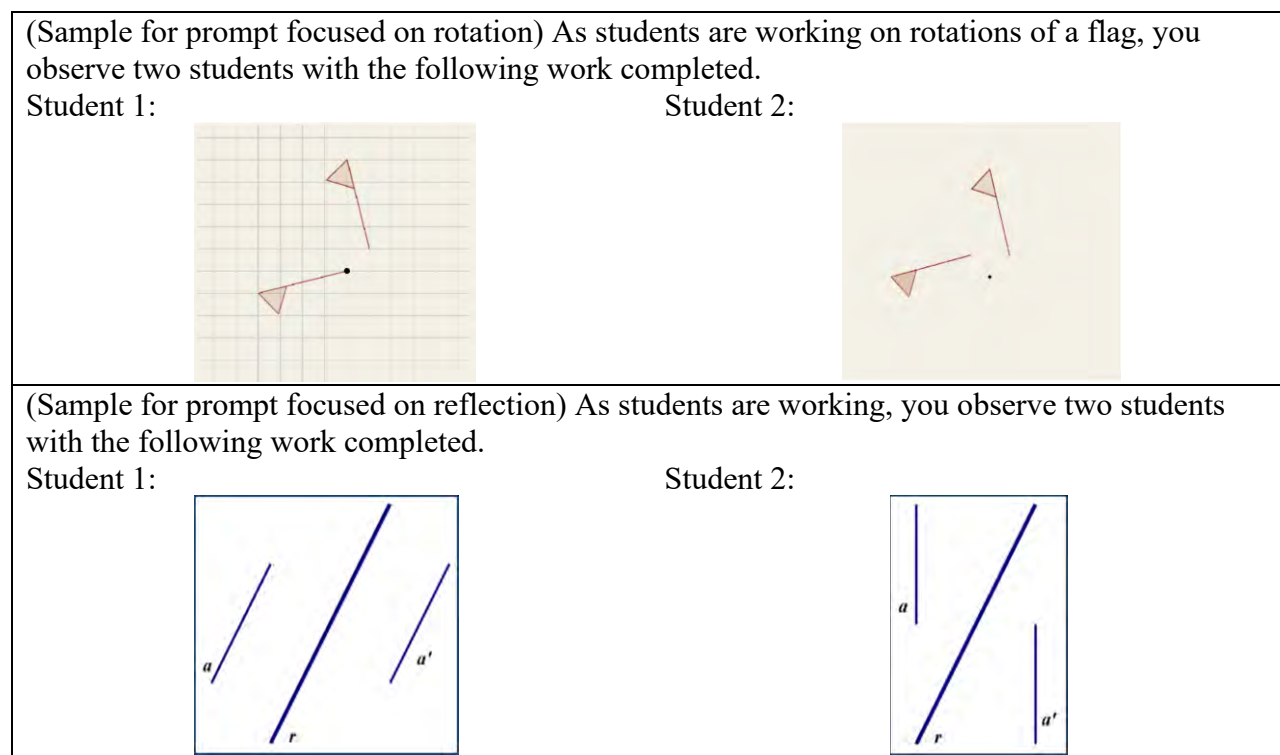 (Sample for prompt focused on rotation) As students are working on rotations of a flag, you
observe two students with the following work completed.
Student 1:
Student 2:
(Sample for prompt focused on reflection) As students are working, you observe two students
with the following work completed.
Student 1:
Student 2:
a
a'
r
a
r
a'